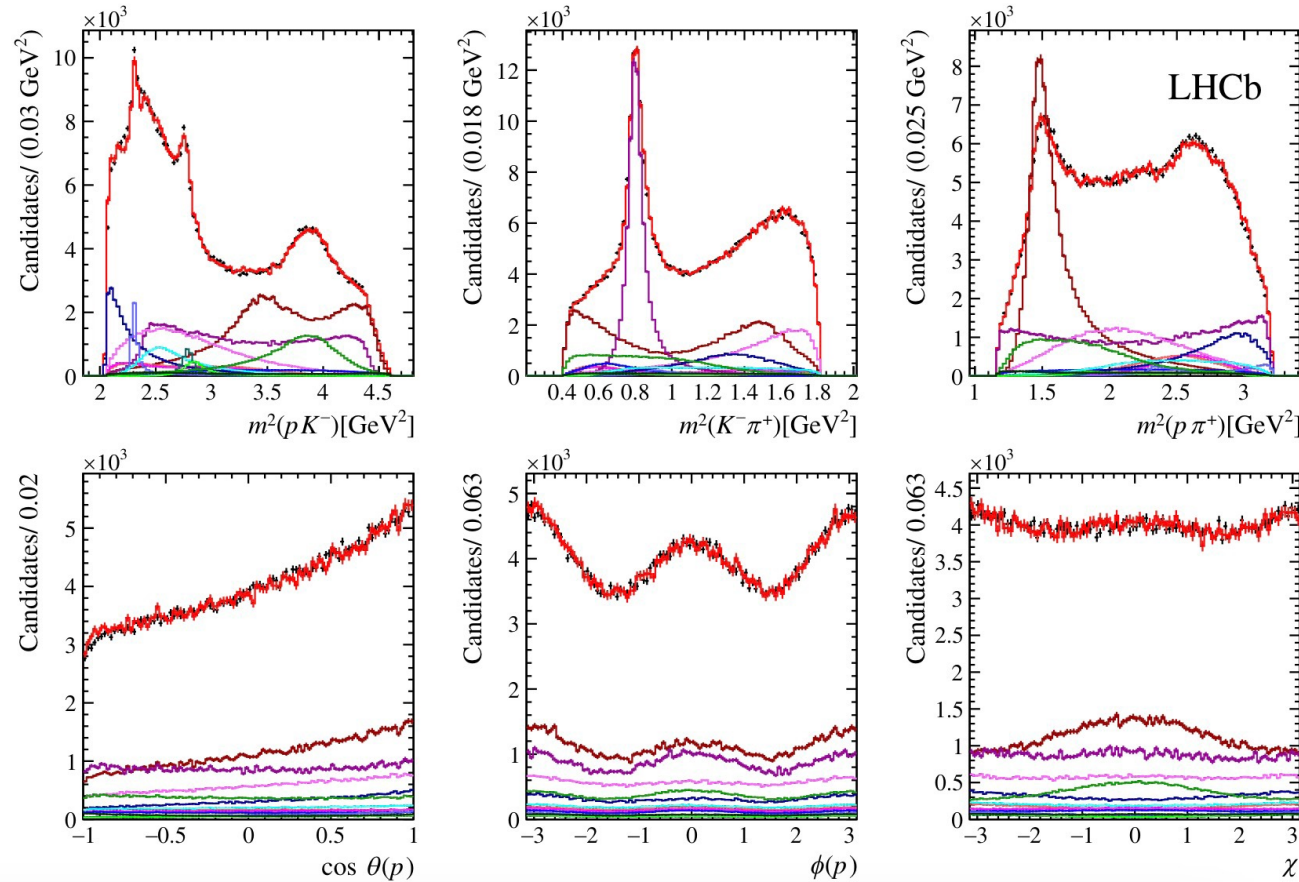 ×10³
Candidates/ (0.03 GeV²)
10
8
6
4
2
0
2 2.5 3 3.5 4 4.5
m²(p K⁻)[GeV²]
×10³
Candidates/ (0.018 GeV²)
12
10
8
6
4
2
0
0.4 0.6 0.8 1 1.2 1.4 1.6 1.8 2
m²(K⁻π⁺)[GeV²]
×10³
Candidates/ (0.025 GeV²)
LHCb
8
7
6
5
4
3
2
1
0
1 1.5 2 2.5 3
m²(p π⁺)[GeV²]
×10³
Candidates/ 0.02
6
5
4
3
2
1
0
−1 −0.5 0 0.5 1
cos θ(p)
×10³
Candidates/ 0.063
5
4
3
2
1
0
−3 −2 −1 0 1 2 3
ϕ(p)
×10³
Candidates/ 0.063
4.5
4
3.5
3
2.5
2
1.5
1
0.5
0
−3 −2 −1 0 1 2 3
χ